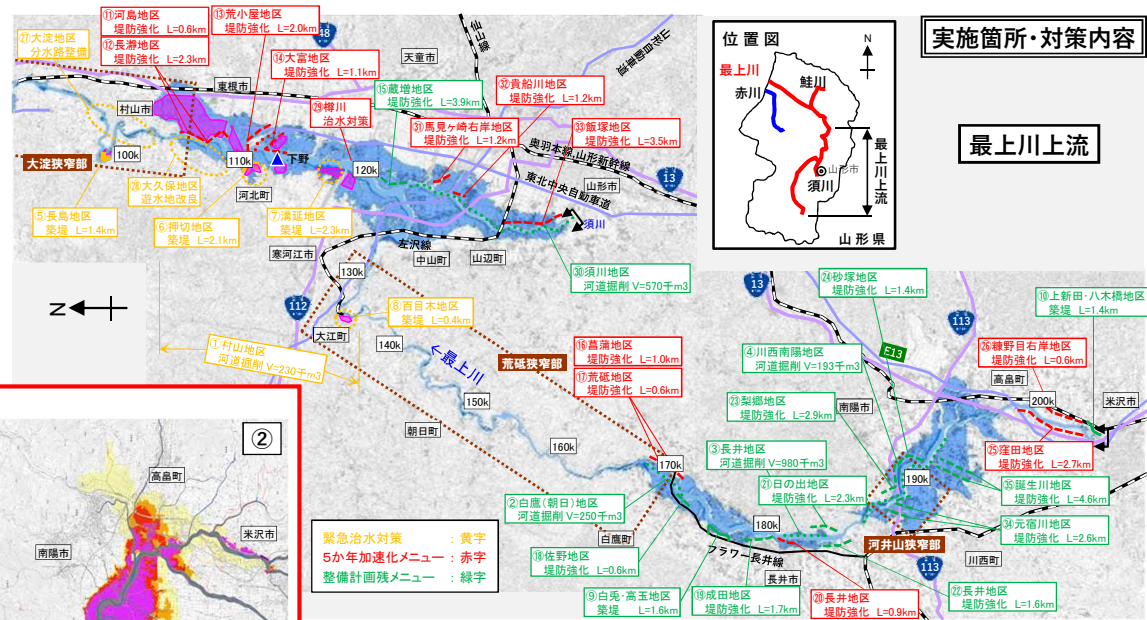 実施箇所・対策内容
最上川上流
位置図
N
最上川
赤川
鮭川
山形市
須川
最上川上流
山形県
㉗大淀地区
分水路整備
⑪河島地区
堤防強化 L=0.6km
⑫長瀞地区
堤防強化 L=2.3km
⑬荒小屋地区
堤防強化 L=2.0km
⑭大富地区
堤防強化 L=1.1km
48
仙山線
天童市
山形自動車道
⑮蔵増地区
堤防強化 L=3.9km
㉜貴船川地区
堤防強化 L=1.2km
㉙樽川
治水対策
㉛馬見ヶ崎右岸地区
堤防強化 L=1.2km
㉝飯塚地区
堤防強化 L=3.5km
東根市
村山市
大淀狭窄部
100k
110k
下野
120k
奥羽本線,山形新幹線
東北中央自動車道
山形市
13
須川
㉘大久保地区
遊水地改良
河北町
⑤長島地区
築堤 L=1.4km
⑥押切地区
築堤 L=2.1km
⑦溝延地区
築堤 L=2.3km
左沢線
寒河江市
中山町
山辺町
㉚須川地区
河道掘削 V=570千m3
N
130k
112
大江町
⑧百目木地区
築堤 L=0.4km
①村山地区
河道掘削 V=230千m3
140k
←最上川
荒砥狭窄部
150k
朝日町
160k
⑯菖蒲地区
堤防強化 L=1.0km
⑰荒砥地区
堤防強化 L=0.6km
170k
②白鷹(朝日)地区
河道掘削 V=250千m3
白鷹町
⑱佐野地区
堤防強化 L=0.6km
⑨白兎・高玉地区
築堤 L=1.6km
⑲成田地区
堤防強化 L=1.7km
フラワー長井線
長井市
180k
③長井地区
河道掘削 V=980千m3
㉑日の出地区
堤防強化 L=2.3km
⑳長井地区
堤防強化 L=0.9km
㉒長井地区
堤防強化 L=1.6km
河井山狭窄部
113
川西町
㉞元宿川地区
堤防強化 L=2.6km
㉟誕生川地区
堤防強化 L=4.6km
㉕窪田地区
堤防強化 L=2.7km
190k
㉔砂塚地区
堤防強化 L=1.4km
13
④川西南陽地区
河道掘削 V=193千m3
E13
㉓梨郷地区
堤防強化 L=2.9km
南陽市
113
⑩上新田・八木橋地区
築堤 L=1.4km
㉖糠野目右岸地区
堤防強化 L=0.6km
高畠町
200k
米沢市
緊急治水対策 :黄字
5か年加速化メニュー :赤字
整備計画残メニュー :緑字
②
高畠町
米沢市
南陽市